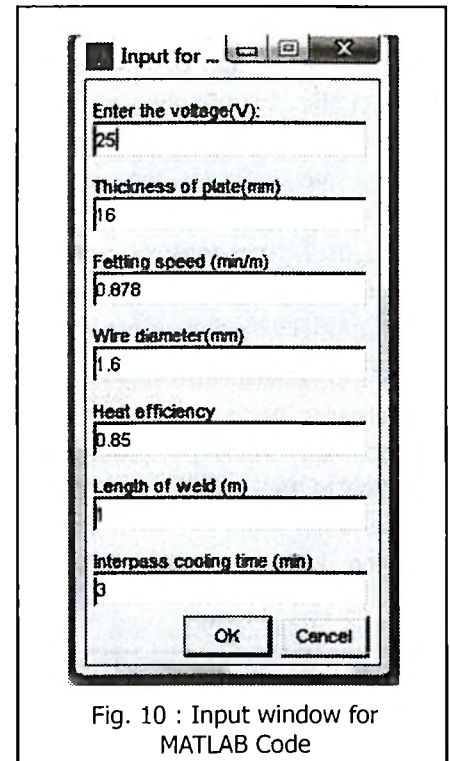 Input for ...
Enter the voltage(V):
25
Thickness of plate(mm)
16
Fettling speed (min/m)
0.878
Wire diameter(mm)
1.6
Heat efficiency
0.85
Length of weld (m)
1
Interpass cooling time (min)
3
OK Cancel
Fig. 10 : Input window for
MATLAB Code